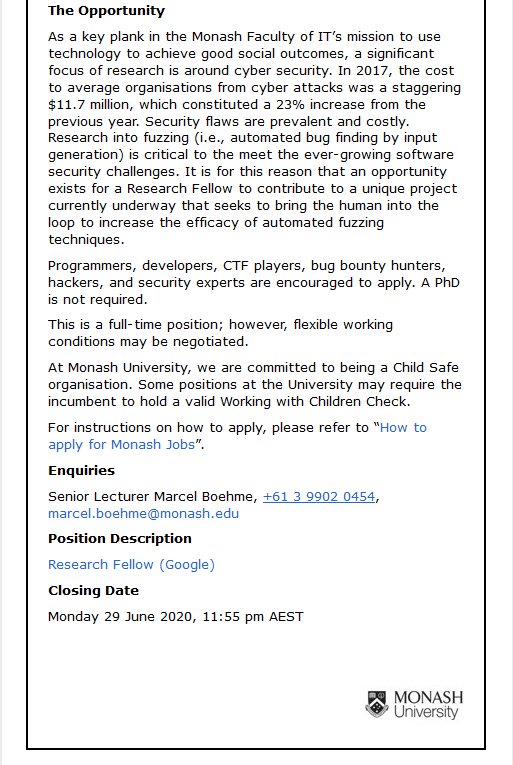 The Opportunity
As a key plank in the Monash Faculty of IT’s mission to use
technology to achieve good social outcomes, a significant
focus of research is around cyber security. In 2017, the cost
to average organisations from cyber attacks was a staggering
$11.7 million, which constituted a 23% increase from the
previous year. Security flaws are prevalent and costly.
Research into fuzzing (i.e., automated bug finding by input
generation) is critical to the meet the ever-growing software
security challenges. It is for this reason that an opportunity
exists for a Research Fellow to contribute to a unique project
currently underway that seeks to bring the human into the
loop to increase the efficacy of automated fuzzing
techniques.
Programmers, developers, CTF players, bug bounty hunters,
hackers, and security experts are encouraged to apply. A PhD
is not required.
This is a full-time position; however, flexible working
conditions may be negotiated.
At Monash University, we are committed to being a Child Safe
organisation. Some positions at the University may require the
incumbent to hold a valid Working with Children Check.
For instructions on how to apply, please refer to “How to
apply for Monash Jobs”.
Enquiries
Senior Lecturer Marcel Boehme, +61 3 9902 0454,
marcel.boehme@monash.edu
Position Description
Research Fellow (Google)
Closing Date
Monday 29 June 2020, 11:55 pm AEST
MONASH
University